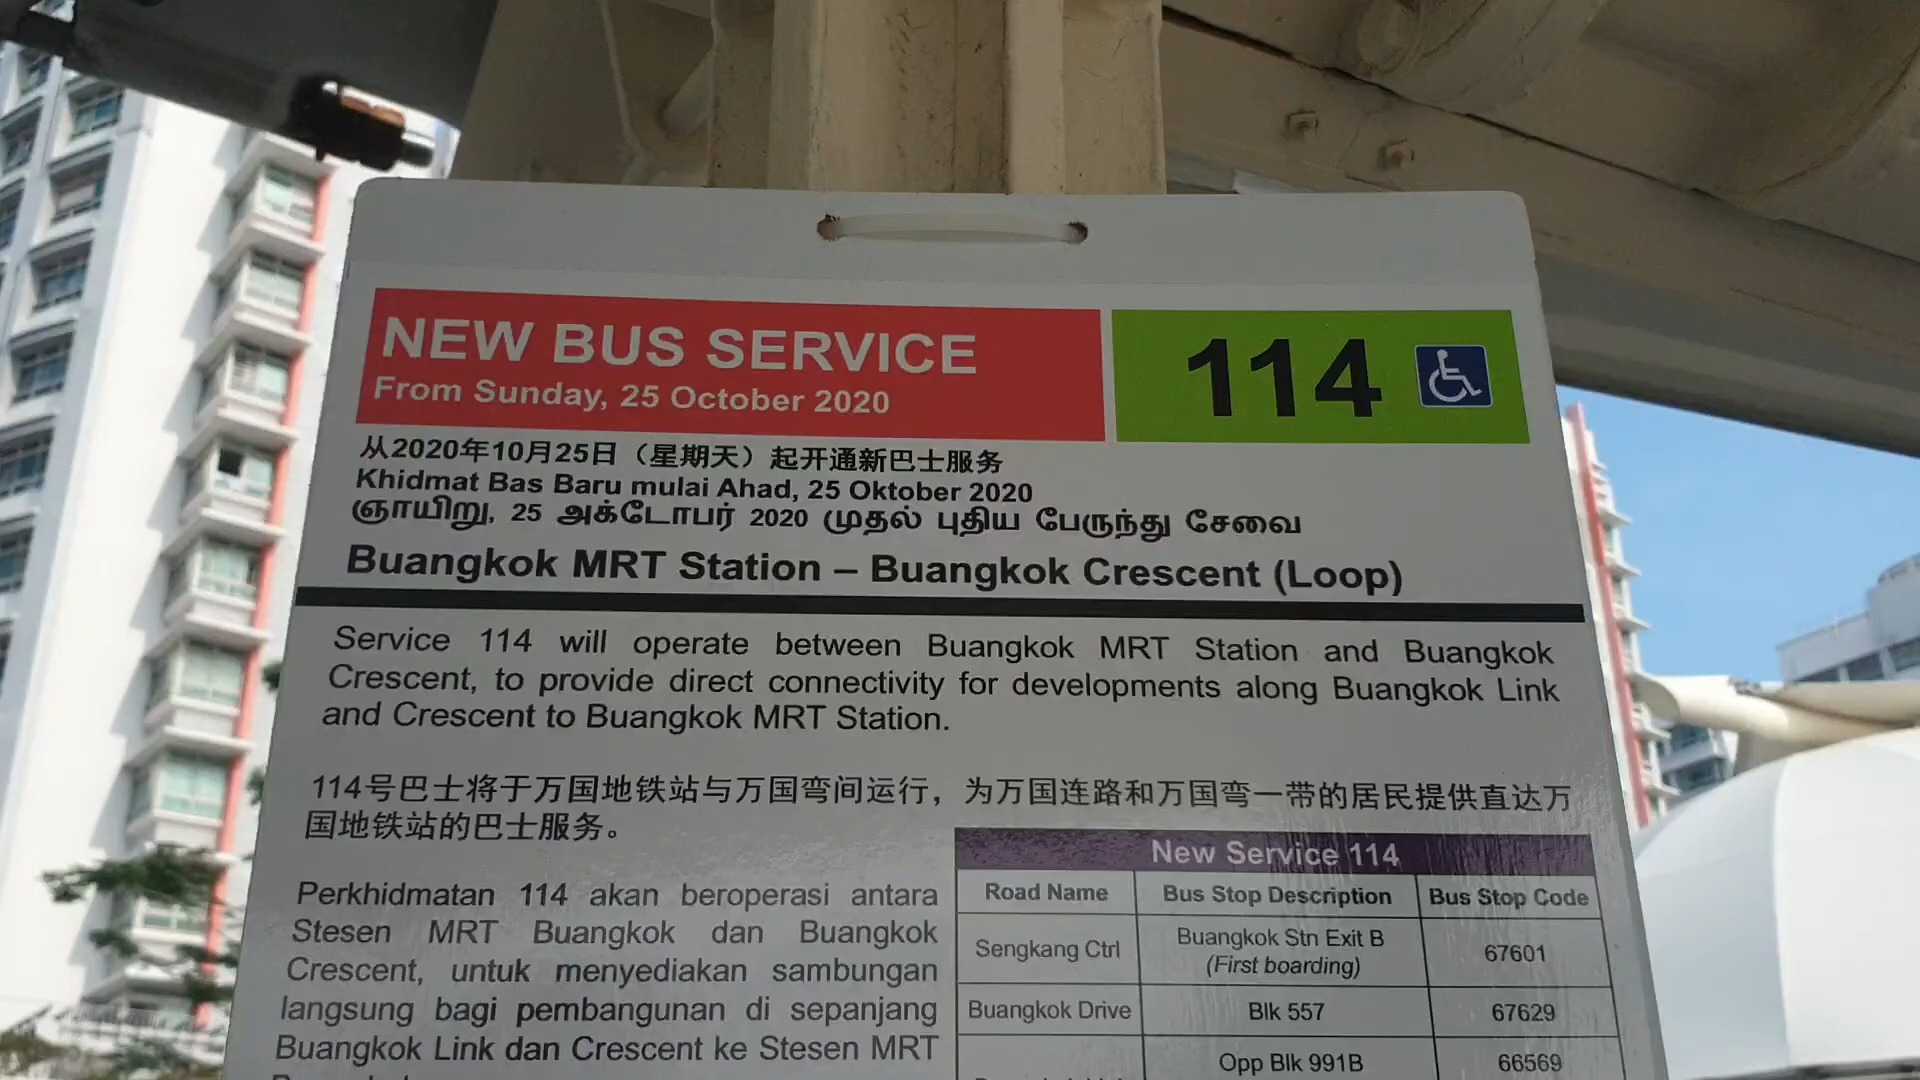 NEW BUS SERVICE
From Sunday, 25 October 2020
114
从2020年10月25日（星期天）起开通新巴士服务
Khidmat Bas Baru mulai Ahad, 25 Oktober 2020
ஞாயிறு, 25 அக்டோபர் 2020 முதல் புதிய பேருந்து சேவை
Buangkok MRT Station – Buangkok Crescent (Loop)
Service 114 will operate between Buangkok MRT Station and Buangkok
Crescent, to provide direct connectivity for developments along Buangkok Link
and Crescent to Buangkok MRT Station.
114号巴士将于万国地铁站与万国弯间运行，为万国连路和万国弯一带的居民提供直达万
国地铁站的巴士服务。
Perkhidmatan 114 akan beroperasi antara
Stesen MRT Buangkok dan Buangkok
Crescent, untuk menyediakan sambungan
langsung bagi pembangunan di sepanjang
Buangkok Link dan Crescent ke Stesen MRT
New Service 114
Road Name Bus Stop Description Bus Stop Code
Sengkang Ctrl Buangkok Stn Exit B 67601
(First boarding)
Buangkok Drive Blk 557 67629
Opp Blk 991B 66569